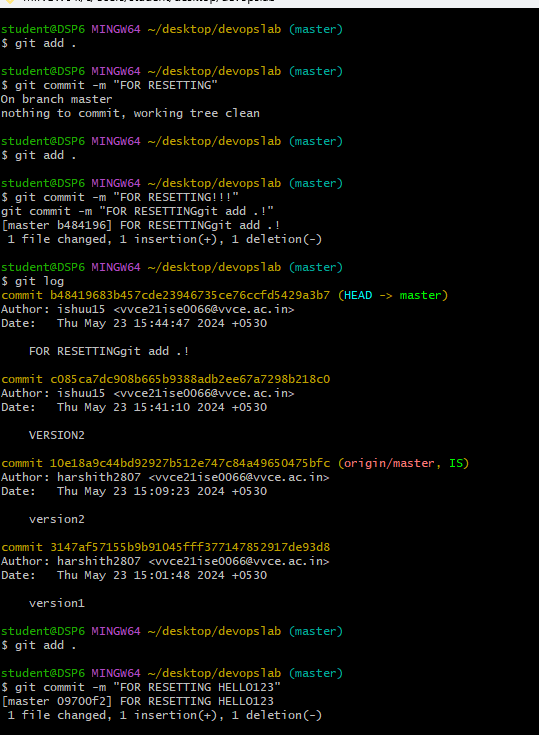 student@DSP6 MINGW64 ~/desktop/devopslab (master)
$ git add .
student@DSP6 MINGW64 ~/desktop/devopslab (master)
$ git commit -m "FOR RESETTING"
On branch master
nothing to commit, working tree clean
student@DSP6 MINGW64 ~/desktop/devopslab (master)
$ git add .
student@DSP6 MINGW64 ~/desktop/devopslab (master)
$ git commit -m "FOR RESETTING!!!"
git commit -m "FOR RESETTINGgit add .!"
[master b484196] FOR RESETTINGgit add .!
1 file changed, 1 insertion(+), 1 deletion(-)
student@DSP6 MINGW64 ~/desktop/devopslab (master)
$ git log
commit b48419683b457cde23946735ce76ccfd5429a3b7 (HEAD -> master)
Author: ishuu15 <vvce21ise0066@vvce.ac.in>
Date:   Thu May 23 15:44:47 2024 +0530
FOR RESETTINGgit add .!
commit c085ca7dc908b665b9388adb2ee67a7298b218c0
Author: ishuu15 <vvce21ise0066@vvce.ac.in>
Date:   Thu May 23 15:41:10 2024 +0530
VERSION2
commit 10e18a9c44bd92927b512e747c84a49650475bfc (origin/master, IS)
Author: harshith2807 <vvce21ise0066@vvce.ac.in>
Date:   Thu May 23 15:09:23 2024 +0530
version2
commit 3147af57155b9b91045fff377147852917de93d8
Author: harshith2807 <vvce21ise0066@vvce.ac.in>
Date:   Thu May 23 15:01:48 2024 +0530
version1
student@DSP6 MINGW64 ~/desktop/devopslab (master)
$ git add .
student@DSP6 MINGW64 ~/desktop/devopslab (master)
$ git commit -m "FOR RESETTING HELLO123"
[master 09700f2] FOR RESETTING HELLO123
1 file changed, 1 insertion(+), 1 deletion(-)